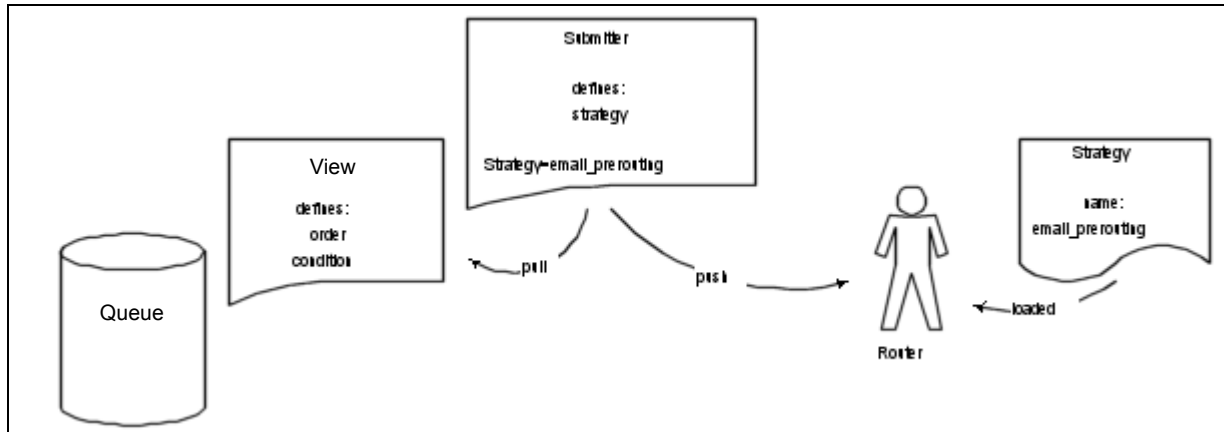 Submitter
defines:
strategy
Strategy=email_prerouting
View
defines:
order
condition
Queue
pull
push
Router
Strategy
name:
email_prerouting
loaded